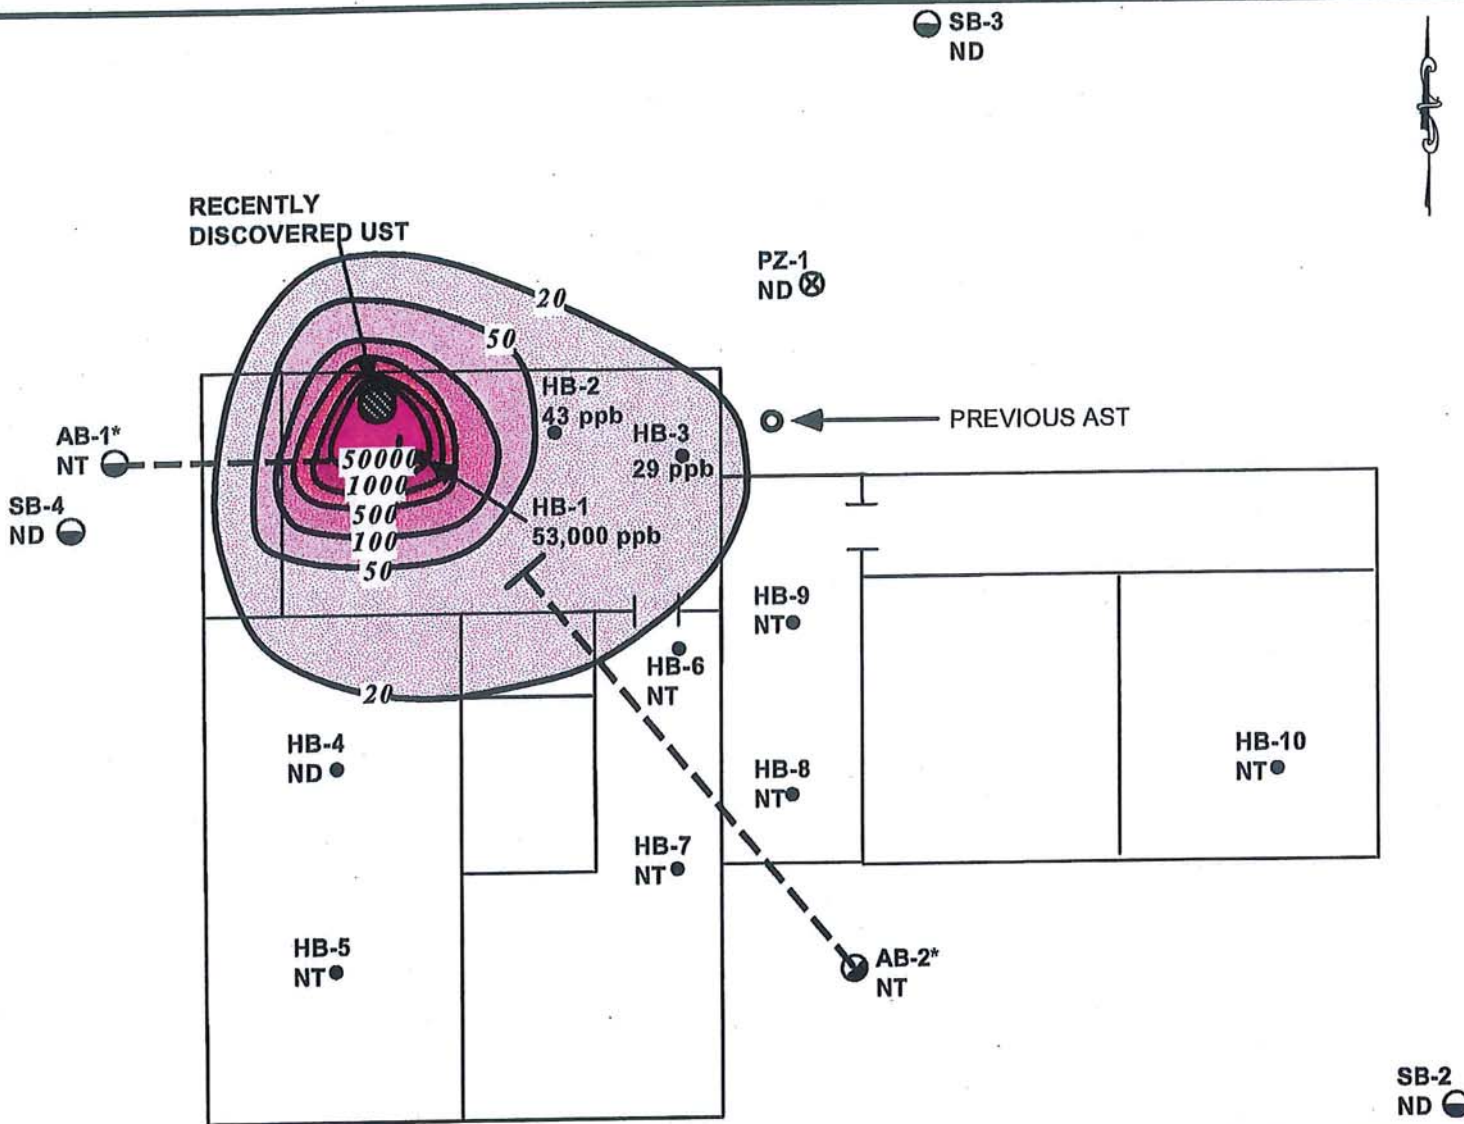 SB-3
ND
RECENTLY
DISCOVERED UST
PZ-1
ND
20
50
HB-2
43 ppb
HB-3
29 ppb
PREVIOUS AST
AB-1*
NT
SB-4
ND
50000
1000
500
100
50
HB-1
53,000 ppb
HB-9
NT
HB-6
NT
20
HB-4
ND
HB-8
NT
HB-10
NT
HB-7
NT
HB-5
NT
AB-2*
NT
SB-2
ND